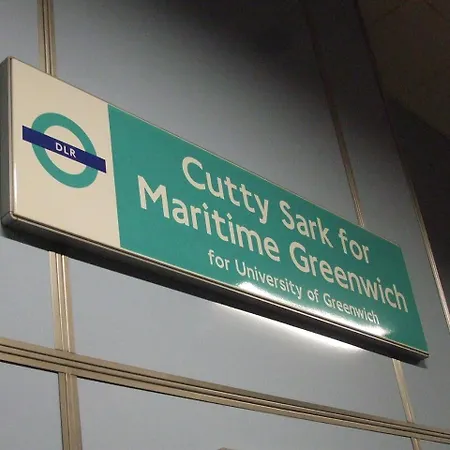 DLR
Cutty Sark for
Maritime Greenwich
for University of Greenwich